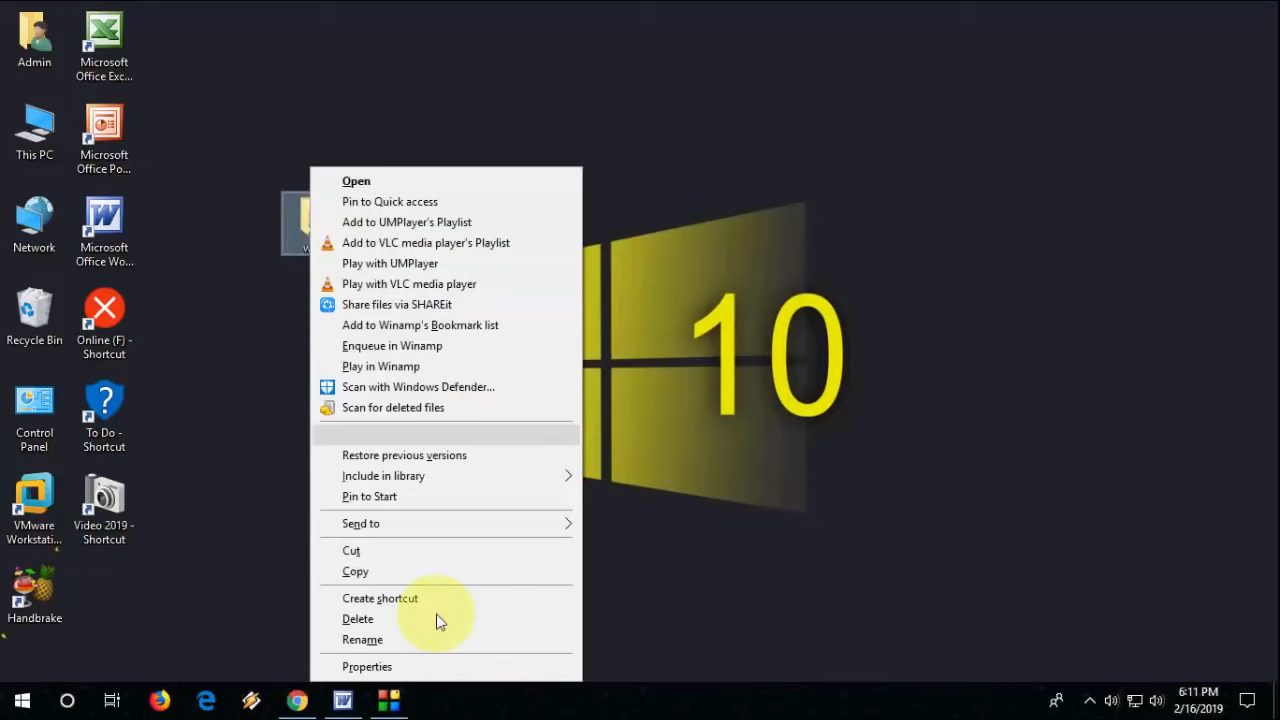 Admin
Microsoft
Office Exc...
This PC
Microsoft
Office Po...
Network
Microsoft
Office Wo...
Recycle Bin
Online (F) -
Shortcut
Control
Panel
To Do -
Shortcut
VMware
Workstati...
Video 2019 -
Shortcut
Handbrake
Open
Pin to Quick access
Add to UMPlayer's Playlist
Add to VLC media player's Playlist
Play with UMPlayer
Play with VLC media player
Share files via SHAREit
Add to Winamp's Bookmark list
Enqueue in Winamp
Play in Winamp
Scan with Windows Defender...
Scan for deleted files
Restore previous versions
Include in library
Pin to Start
Send to
Cut
Copy
Create shortcut
Delete
Rename
Properties
10
6:11 PM
2/16/2019